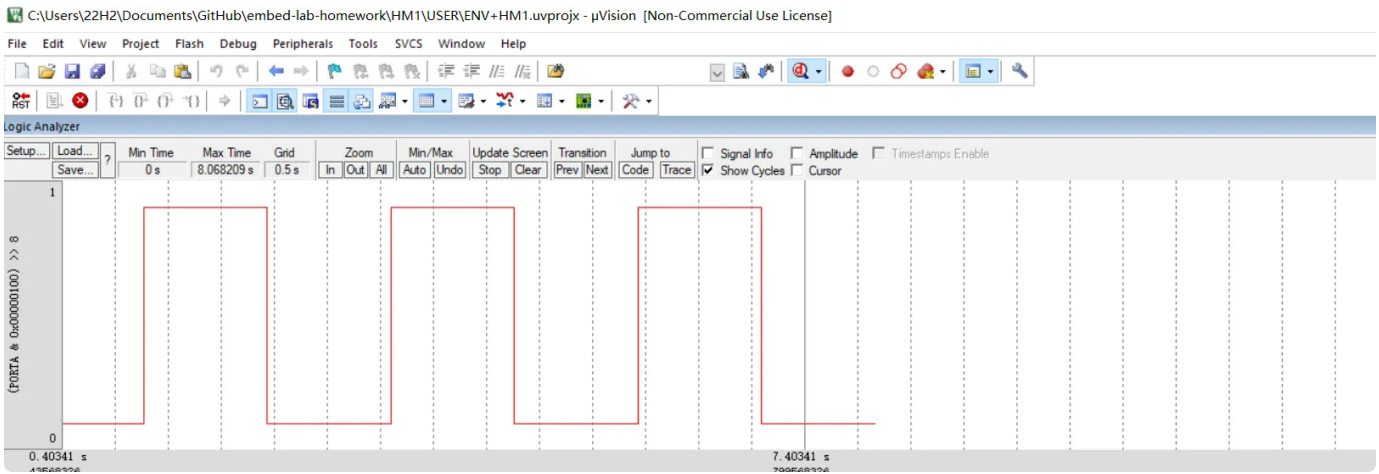 C:\Users\22H2\Documents\GitHub\embed-lab-homework\HM1\USER\ENV+HM1.uvprojx - µVision [Non-Commercial Use License]
File Edit View Project Flash Debug Peripherals Tools SVCS Window Help
RST
Logic Analyzer
Setup... Load... ? Min Time Max Time Grid Zoom Min/Max Update Screen Transition Jump to Signal Info Amplitude Timestamps Enable
Save... 0 s 8.068209 s 0.5 s In Out All Auto Undo Stop Clear Prev Next Code Trace Show Cycles Cursor
1
(PORTA & 0x00000100) >> 8
0
0.40341 s 7.40341 s
43568326 799568326